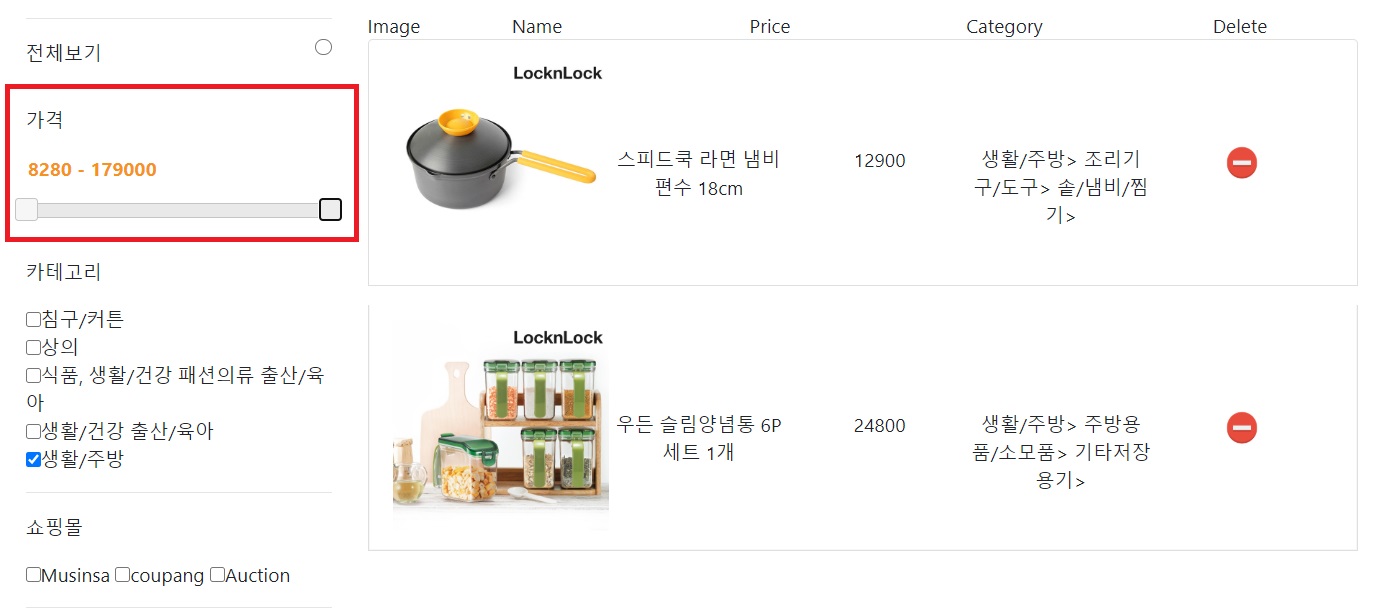 전체보기
가격
8280 - 179000
카테고리
침구/커튼
상의
식품, 생활/건강 패션의류 출산/육
아
생활/건강 출산/육아
생활/주방
쇼핑몰
Musinsa coupang Auction
Image Name Price Category Delete
LocknLock
스피드쿡 라면 냄비
편수 18cm
12900
생활/주방> 조리기
구/도구> 솥/냄비/찜
기>
LocknLock
우든 슬림양념통 6P
세트 1개
24800
생활/주방> 주방용
품/소모품> 기타저장
용기>